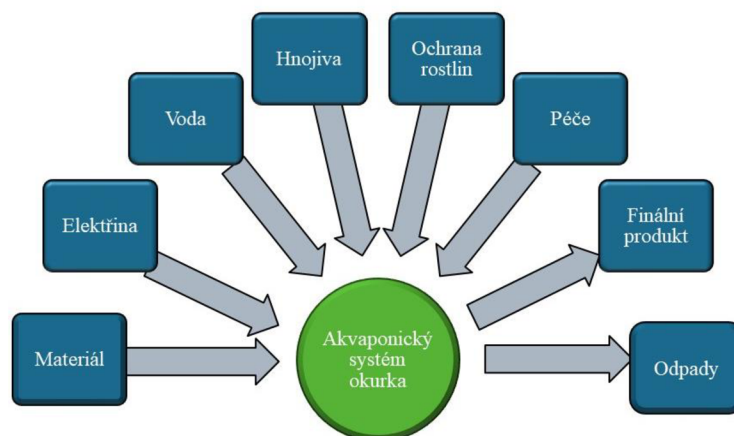 Hnojiva
Ochrana
rostlin
Voda
Péče
Elektřina
Finální
produkt
Materiál
Akvaponický
systém
okurka
Odpady